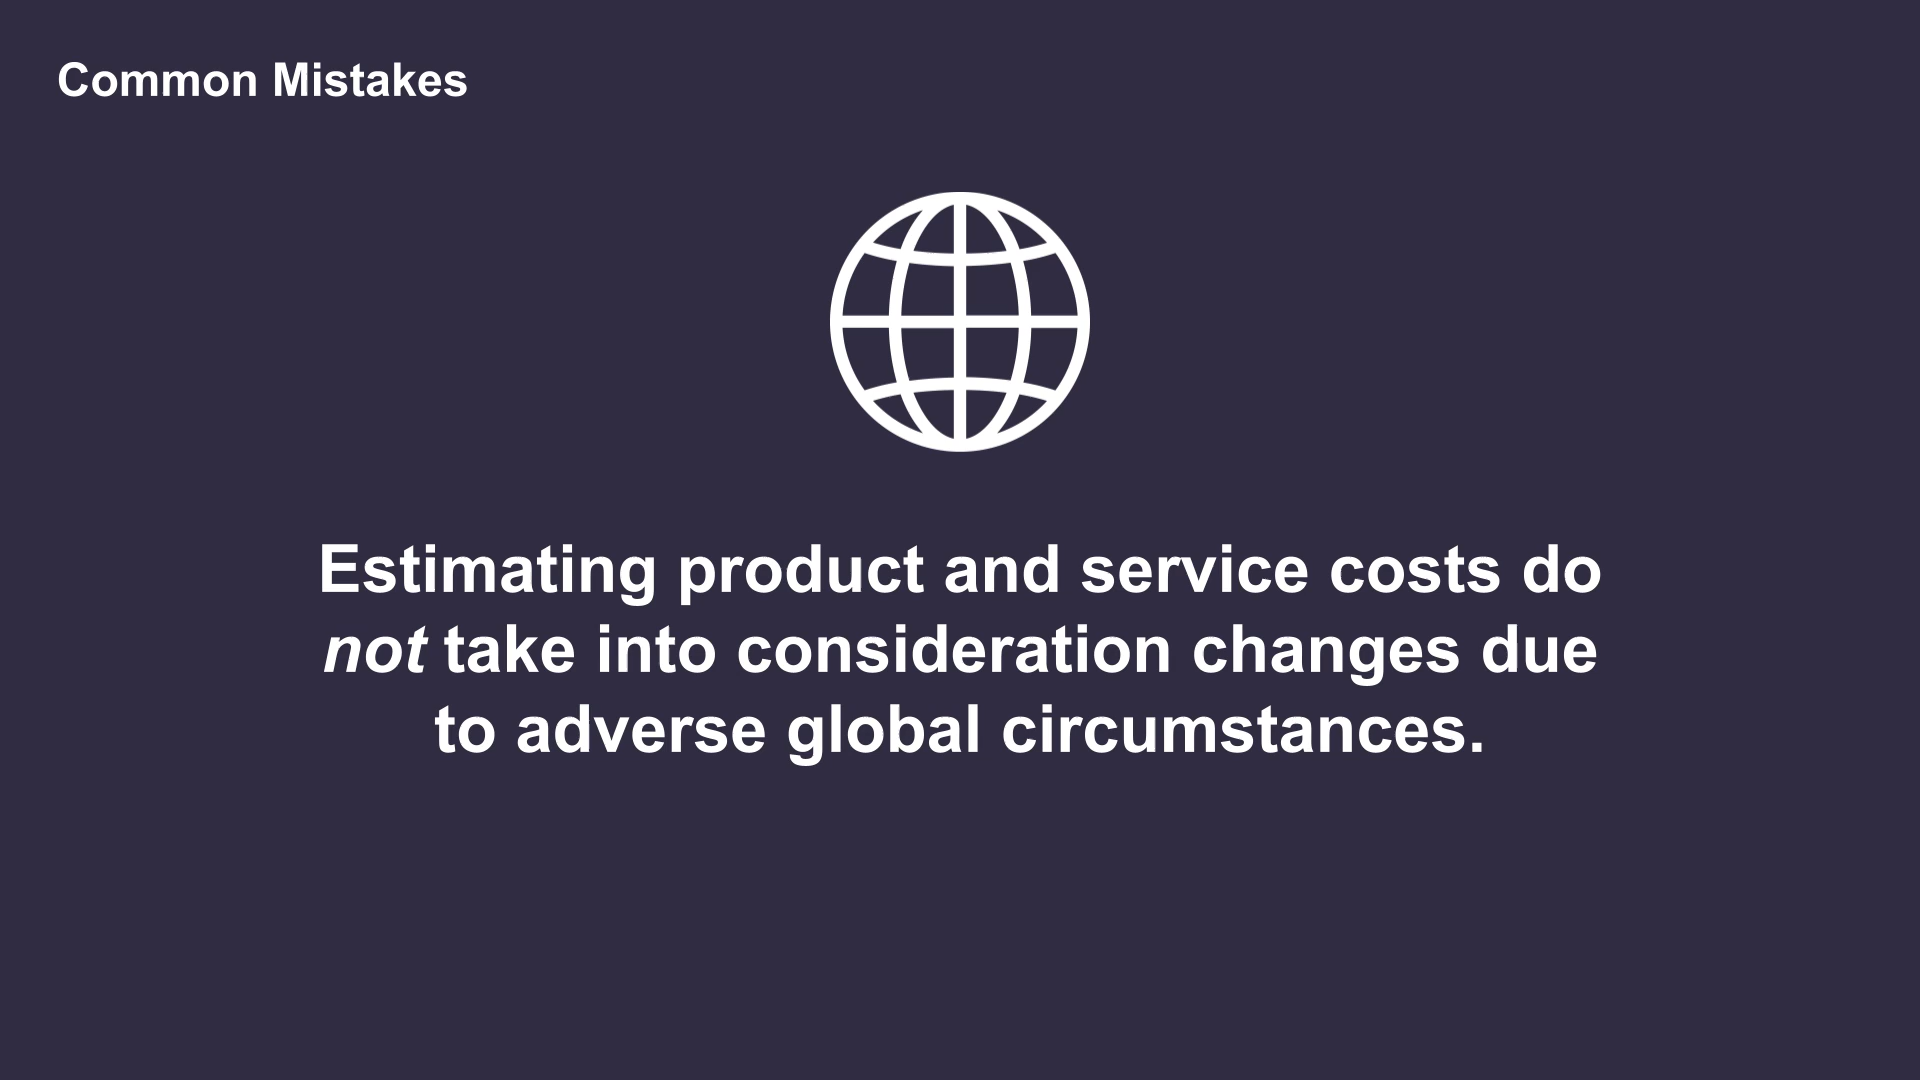 Common Mistakes
Estimating product and service costs do
not take into consideration changes due
to adverse global circumstances.